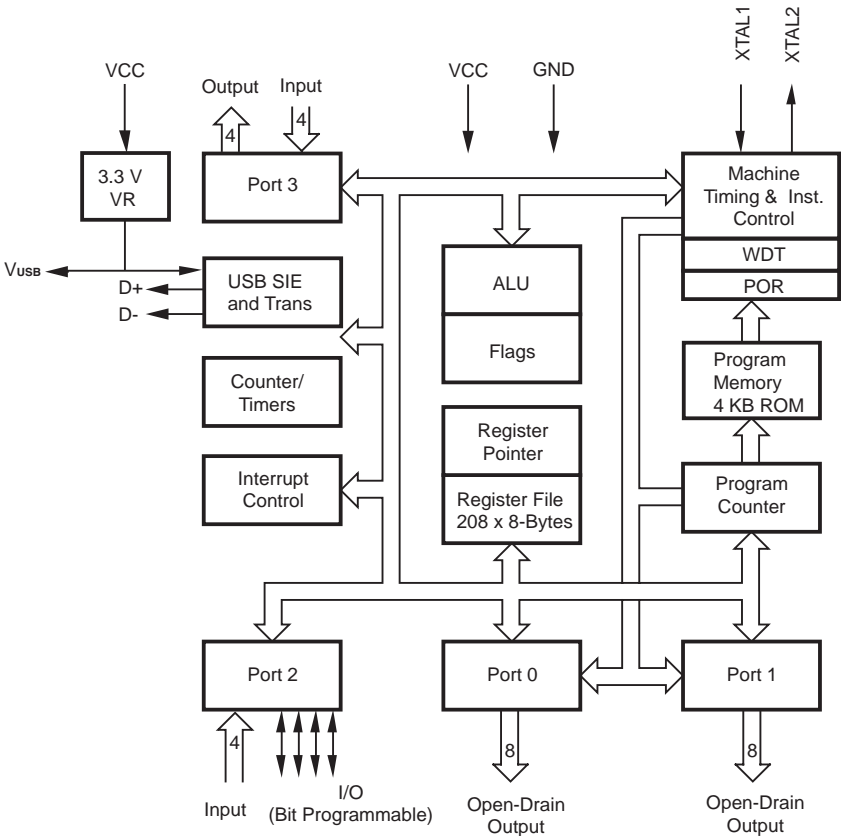 XTAL1
XTAL2
VCC
Output
Input
VCC
GND
4
4
3.3 V
VR
Port 3
Machine
Timing & Inst.
Control
WDT
POR
VUSB
D+
D-
USB SIE
and Trans
ALU
Flags
Counter/
Timers
Program
Memory
4 KB ROM
Register
Pointer
Interrupt
Control
Register File
208 x 8-Bytes
Program
Counter
Port 2
Port 0
Port 1
4
8
8
Input
I/O
(Bit Programmable)
Open-Drain
Output
Open-Drain
Output